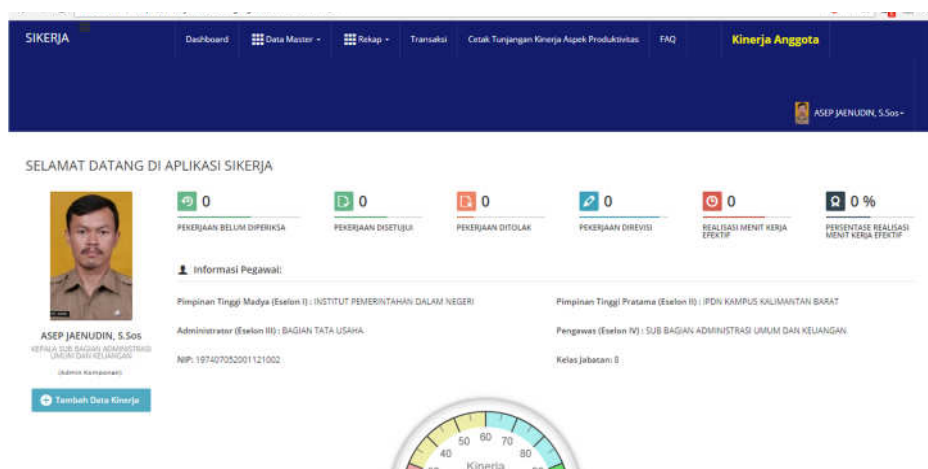 SIKERJA
Dashboard Data Master Rekap Transaksi Cetak Tunjangan Kinerja Aspek Produktivitas FAQ Kinerja Anggota
ASEP JAENUDIN, S.Sos
SELAMAT DATANG DI APLIKASI SIKERJA
0 0 0 0 0 0 %
PEKERJAAN BELUM DIPERIKSA PEKERJAAN DISETUJUI PEKERJAAN DITOLAK PEKERJAAN DIREVISI REALISASI MENIT KERJA EFEKTIF PERSENTASE REALISASI MENIT KERJA EFEKTIF
Informasi Pegawai:
Pimpinan Tinggi Madya (Eselon I) : INSTITUT PEMERINTAHAN DALAM NEGERI Pimpinan Tinggi Pratama (Eselon II) : IPDN KAMPUS KALIMANTAN BARAT
Administrator (Eselon III) : BAGIAN TATA USAHA Pengawas (Eselon IV) : SUB BAGIAN ADMINISTRASI UMUM DAN KEUANGAN
NIP: 197407052001121002 Kelas Jabatan: 8
ASEP JAENUDIN, S.Sos
KEPALA SUB BAGIAN ADMINISTRASI
UMUM DAN KEUANGAN
(Admin Komponen)
Tambah Data Kinerja
40 50 60 70 80
Kinerja